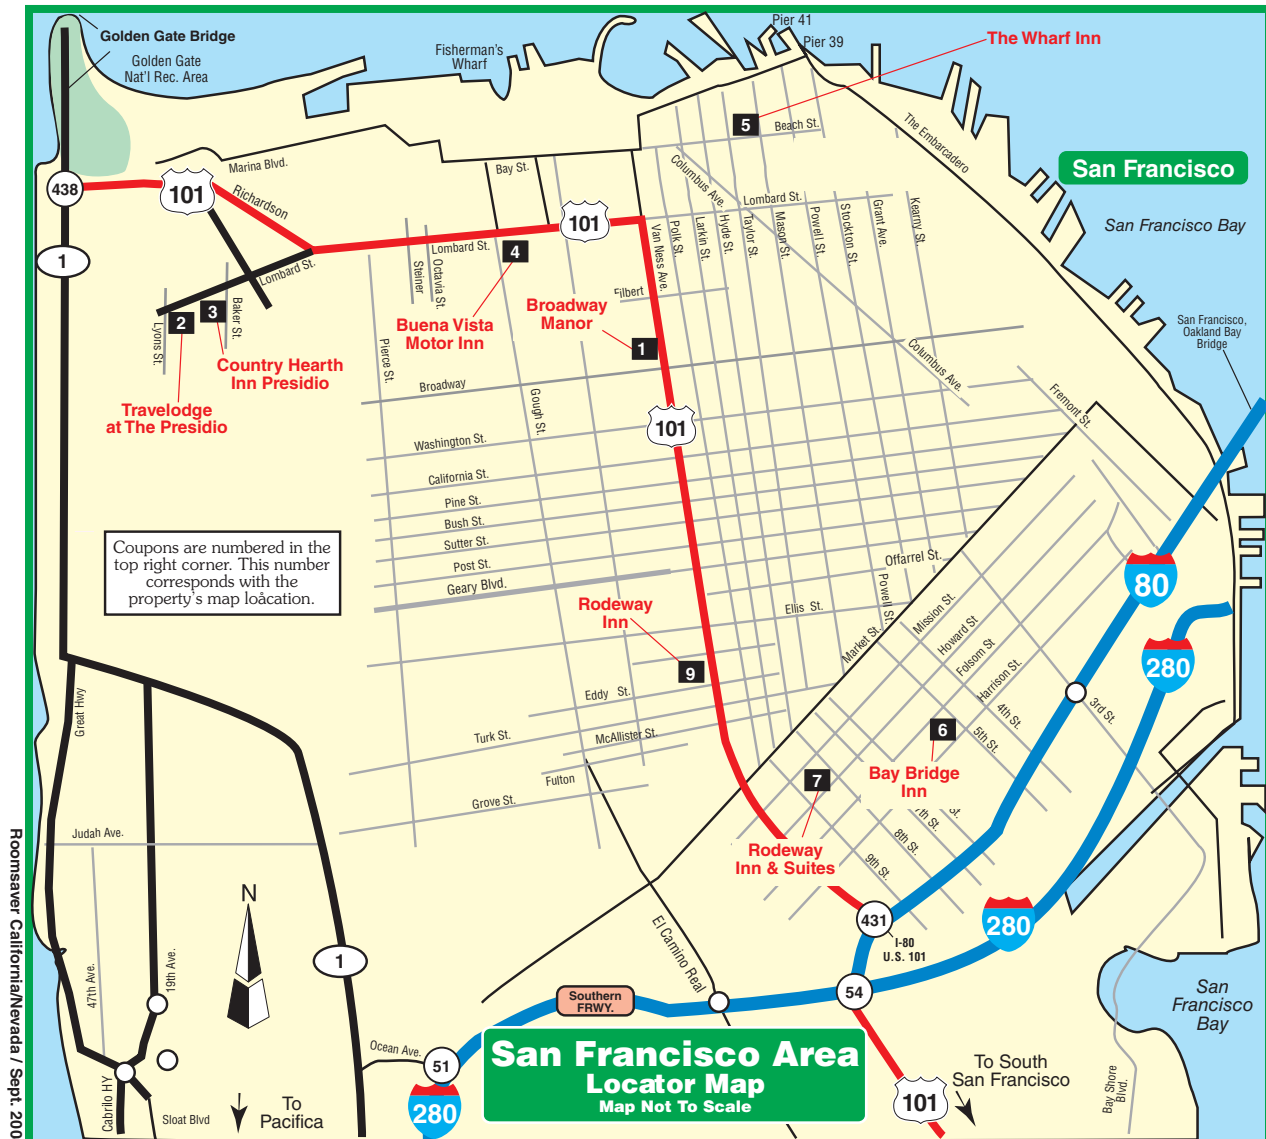 Pier 41
Golden Gate Bridge
Pier 39
The Wharf Inn
Fisherman's
Wharf
Golden Gate
Nat'l Rec. Area
5
Beach St.
The Embarcadero
Marina Blvd.
Bay St.
Columbus Ave.
San Francisco
438
101
Richardson
Lombard St.
101
San Francisco Bay
Van Ness Ave.
Polk St.
Larkin St.
Hyde St.
Taylor St.
Mason St.
Powell St.
Stockton St.
Grant Ave.
Kearny St.
1
Lombard St.
4
Lombard St.
Steiner
Octavia St.
Filbert
2
3
Lyons St.
Baker St.
Buena Vista
Motor Inn
Broadway
Manor
1
San Francisco,
Oakland Bay
Bridge
Country Hearth
Inn Presidio
Pierce St.
Columbus Ave.
Broadway
Gough St.
Fremont St.
Travelodge
at The Presidio
101
Washington St.
California St.
Pine St.
Bush St.
Sutter St.
Post St.
Geary Blvd.
Coupons are numbered in the
top right corner. This number
corresponds with the
property's map loåcation.
Offarrel St.
80
Powell St.
Ellis St.
Rodeway
Inn
Market St.
Mission St.
Howard St
Folsom St
Harrison St.
280
9
Eddy St.
4th St.
3rd St.
Great Hwy
Turk St.
McAllister St.
5th St.
6
Bay Bridge
Inn
7
Fulton
Grove St.
St.
7th St.
8th St.
9th St.
Judah Ave.
Rodeway
Inn & Suites
N
431
I-80
U.S. 101
280
El Camino Real
47th Ave.
19th Ave.
1
54
Southern
FRWY.
San
Francisco
Bay
Ocean Ave.
51
San Francisco Area
Locator Map
Map Not To Scale
To South
San Francisco
Bay Shore
Blvd.
101
280
Cabrilo HY
Sloat Blvd
To
Pacifica
Roomsaver California/Nevada / Sept. 200